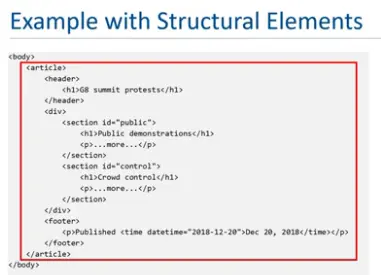 Example with Structural Elements
<body>
<article>
<header>
<h1>G8 summit protests</h1>
</header>
<div>
<section id="public">
<h1>Public demonstrations</h1>
<p>...more...</p>
</section>
<section id="control">
<h1>Crowd control</h1>
<p>...more...</p>
</section>
</div>
<footer>
<p>Published <time datetime="2018-12-20">Dec 20, 2018</time></p>
</footer>
</article>
</body>